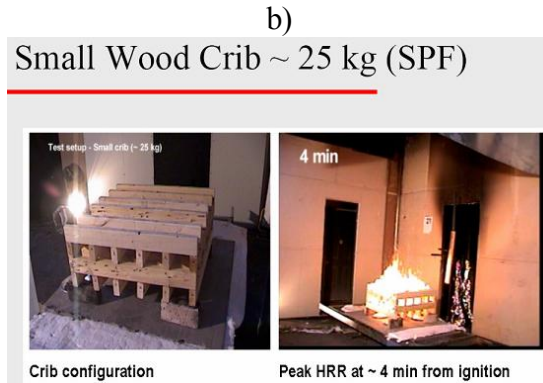 b)
Small Wood Crib ~ 25 kg (SPF)
Test setup - Small crib (~ 25 kg)
4 min
Crib configuration
Peak HRR at ~ 4 min from ignition